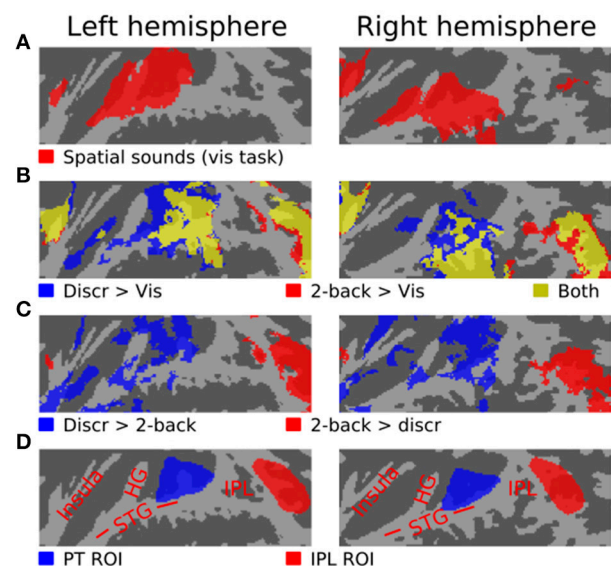 Left hemisphere Right hemisphere
A
Spatial sounds (vis task)
B
Discr > Vis 2-back > Vis Both
C
Discr > 2-back 2-back > discr
D
Insula HG STG IPL Insula HG STG IPL
PT ROI IPL ROI